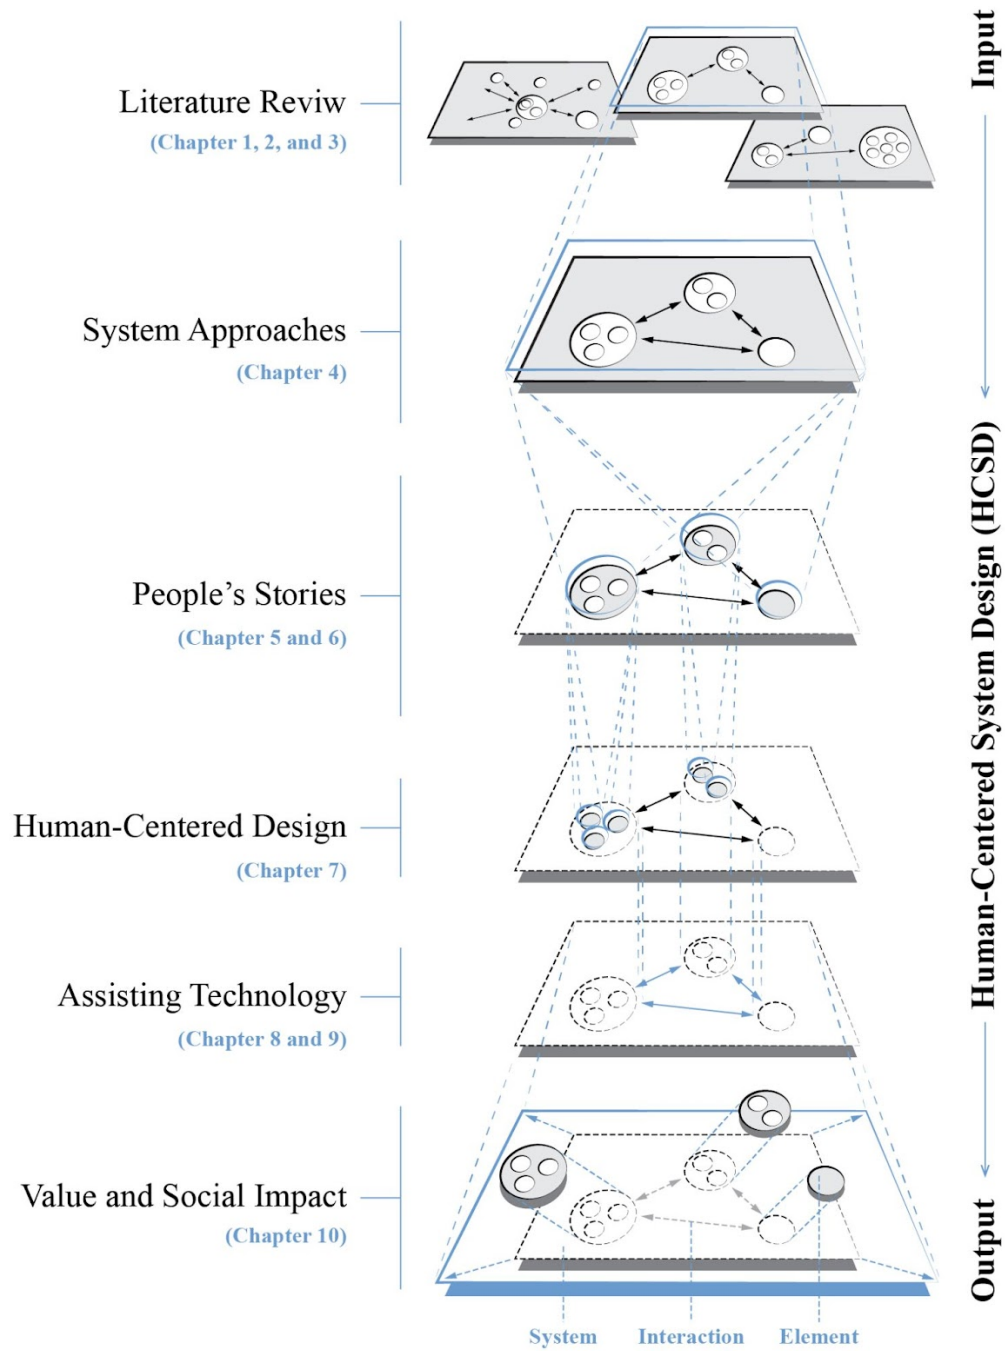 Literature Reviw
(Chapter 1, 2, and 3)
System Approaches
(Chapter 4)
People's Stories
(Chapter 5 and 6)
Human-Centered Design
(Chapter 7)
Assisting Technology
(Chapter 8 and 9)
Value and Social Impact
(Chapter 10)
System
Interaction
Element
Input
Human-Centered System Design (HCSD)
Output